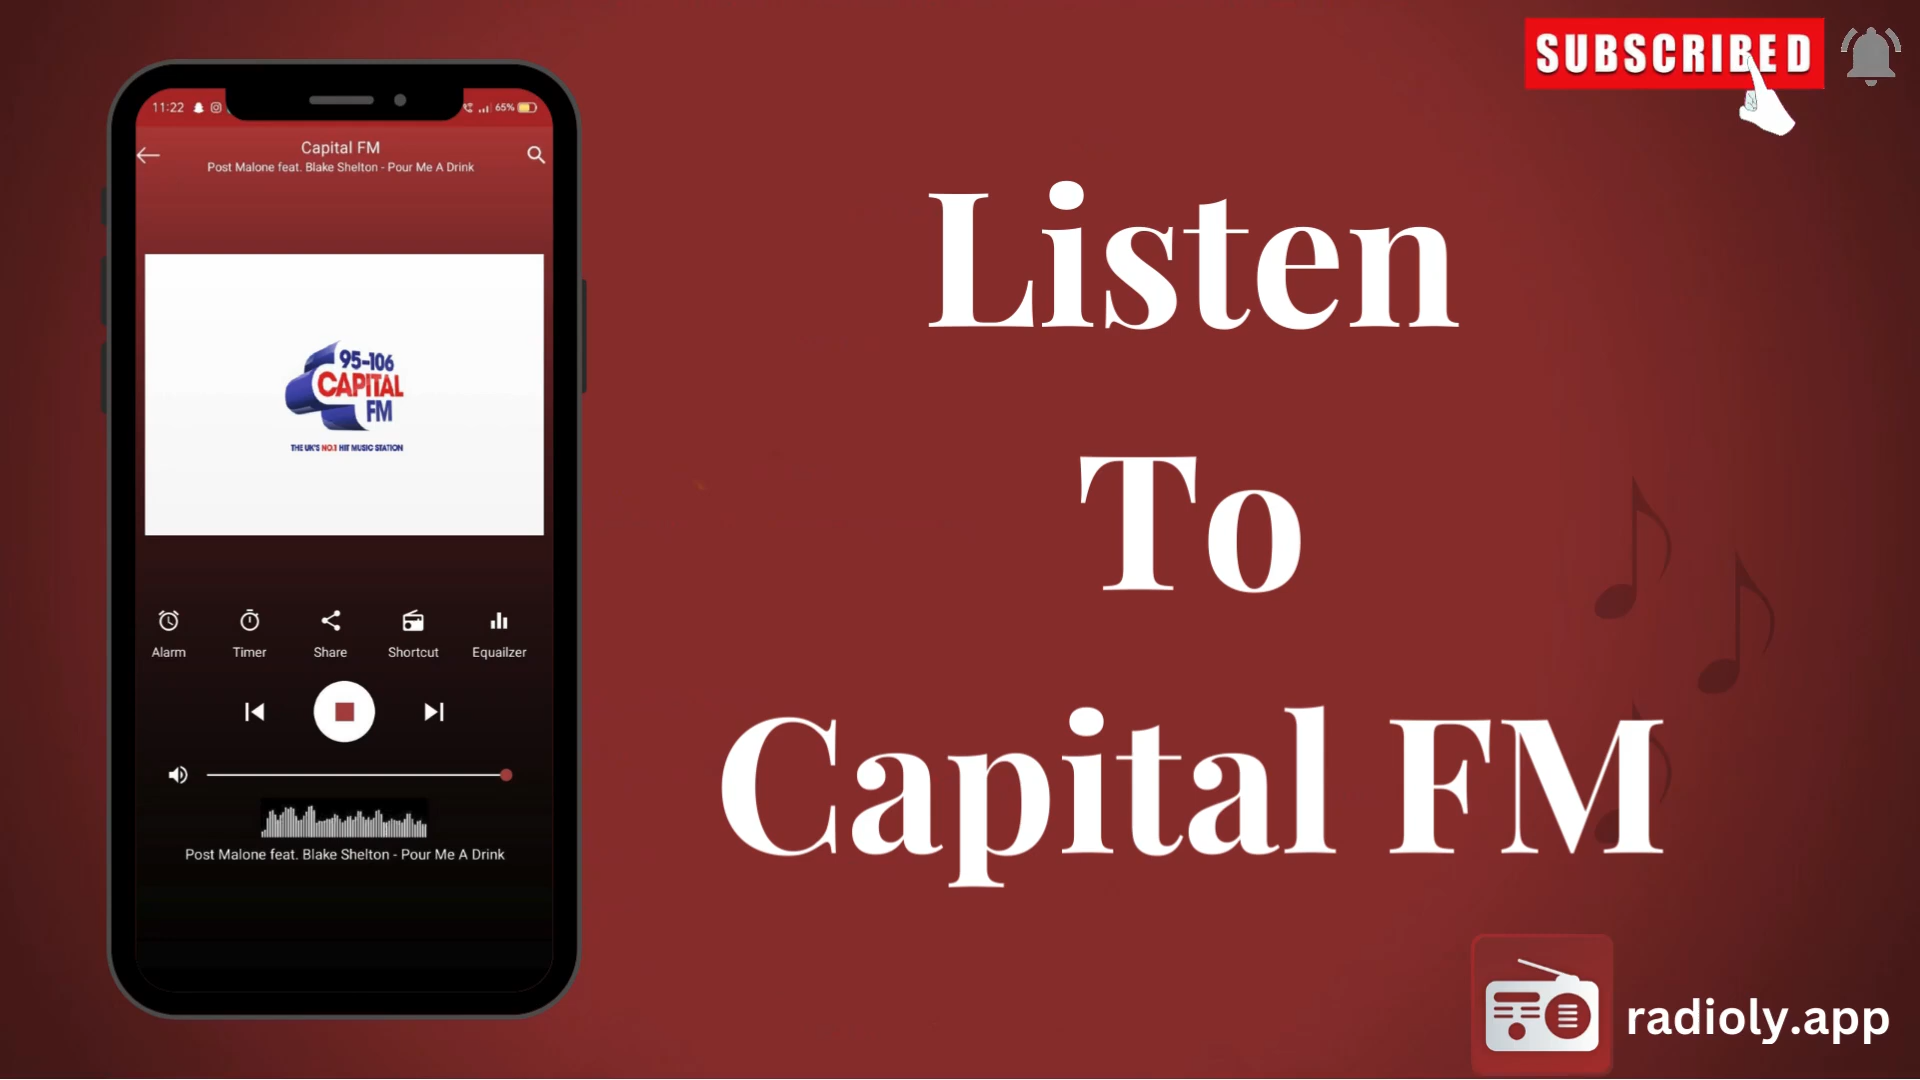 11:22
65%
Capital FM
Post Malone feat. Blake Shelton - Pour Me A Drink
95-106
CAPITAL
FM
THE UK'S NO.1 HIT MUSIC STATION
Alarm Timer Share Shortcut Equailzer
Post Malone feat. Blake Shelton - Pour Me A Drink
SUBSCRIBED
Listen
To
Capital FM
radioly.app